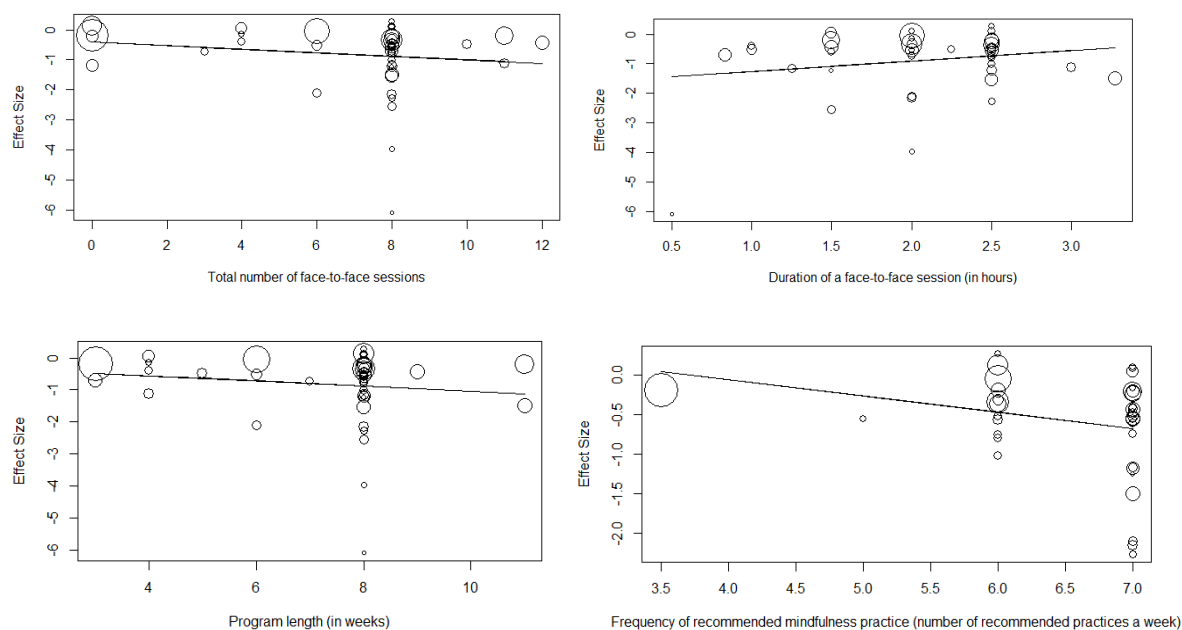 Effect Size
0
-1
-2
-3
-4
-5
-6
0 2 4 6 8 10 12
Total number of face-to-face sessions
Effect Size
0
-1
-2
-3
-4
-5
-6
0.5 1.0 1.5 2.0 2.5 3.0
Duration of a face-to-face session (in hours)
Effect Size
0
-1
-2
-3
-4
-5
-6
4 6 8 10
Program length (in weeks)
Effect Size
0.0
-0.5
-1.0
-1.5
-2.0
3.5 4.0 4.5 5.0 5.5 6.0 6.5 7.0
Frequency of recommended mindfulness practice (number of recommended practices a week)